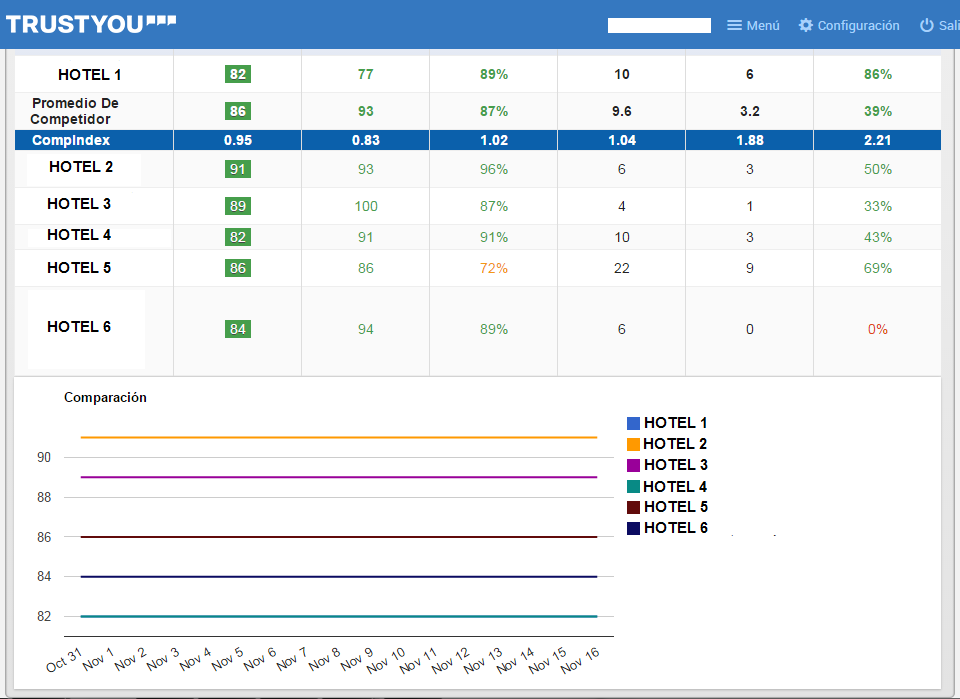 TRUSTYOU
Menú Configuración Sali
HOTEL 1 82 77 89% 10 6 86%
Promedio De
Competidor 86 93 87% 9.6 3.2 39%
CompIndex 0.95 0.83 1.02 1.04 1.88 2.21
HOTEL 2 91 93 96% 6 3 50%
HOTEL 3 89 100 87% 4 1 33%
HOTEL 4 82 91 91% 10 3 43%
HOTEL 5 86 86 72% 22 9 69%
HOTEL 6 84 94 89% 6 0 0%
Comparación
90
88
86
84
82
Oct 31 Nov 1 Nov 2 Nov 3 Nov 4 Nov 5 Nov 6 Nov 7 Nov 8 Nov 9 Nov 10 Nov 11 Nov 12 Nov 13 Nov 14 Nov 15 Nov 16
HOTEL 1
HOTEL 2
HOTEL 3
HOTEL 4
HOTEL 5
HOTEL 6